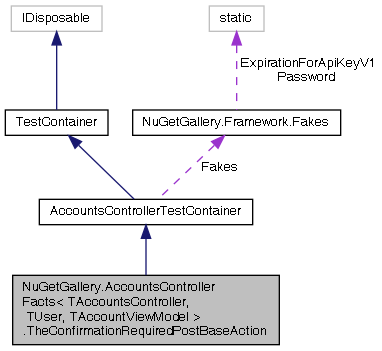 IDisposable
static
ExpirationForApiKeyV1
Password
TestContainer
NuGetGallery.Framework.Fakes
Fakes
AccountsControllerTestContainer
NuGetGallery.AccountsController
Facts< TAccountsController,
TUser, TAccountViewModel >
.TheConfirmationRequiredPostBaseAction